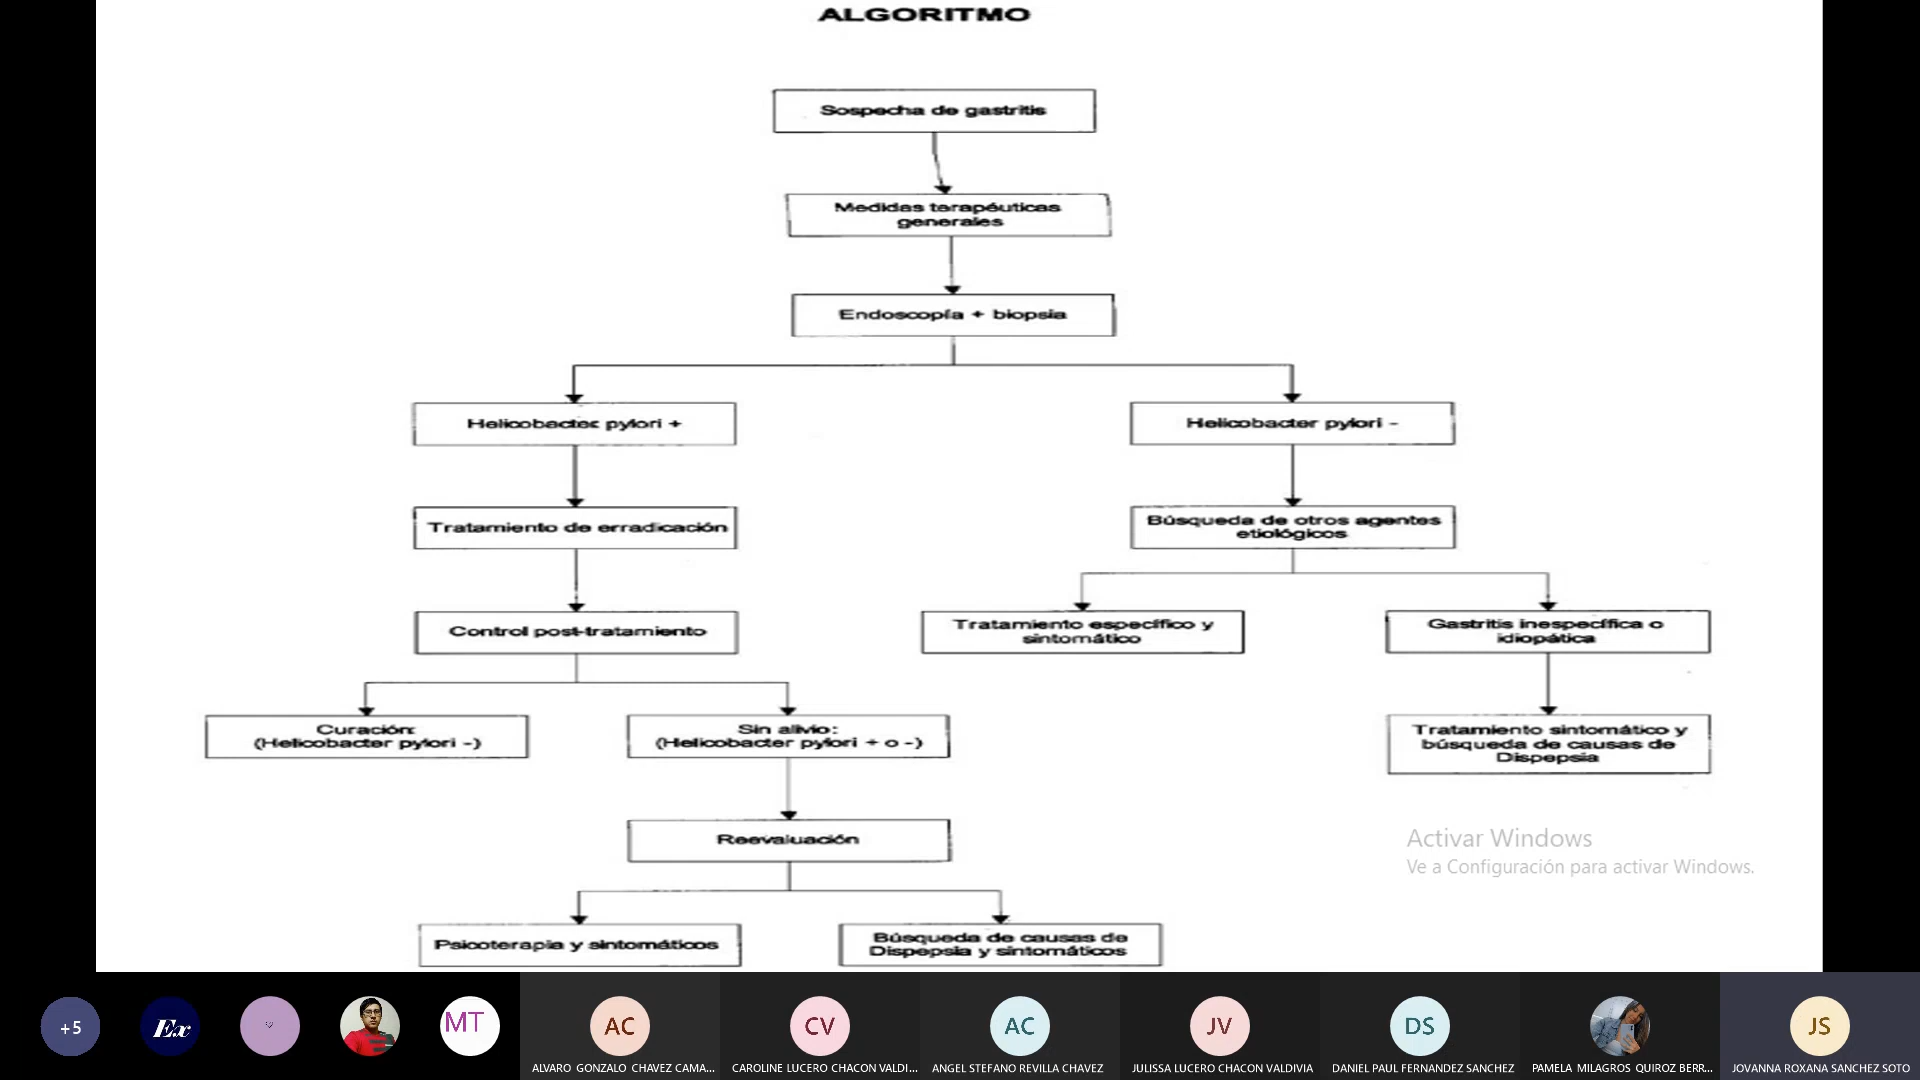 ALGORITMO
Sospecha de gastritis
Medidas terapéuticas
generales
Endoscopía + biopsia
Helicobacter pylori +
Helicobacter pylori -
Tratamiento de erradicación
Búsqueda de otros agentes
etiológicos
Control post-tratamiento
Tratamiento específico y
sintomático
Gastritis inespecífica o
idiopática
Curación:
(Helicobacter pylori -)
Sin alivio:
(Helicobacter pylori + o -)
Tratamiento sintomático y
búsqueda de causas de
Dispepsia
Reevaluación
Psicoterapia y sintomáticos
Búsqueda de causas de
Dispepsia y sintomáticos
Activar Windows
Ve a Configuración para activar Windows.
+5
Ex
MT
AC
CV
AC
JV
DS
JS
ALVARO GONZALO CHAVEZ CAMA...
CAROLINE LUCERO CHACON VALDI...
ANGEL STEFANO REVILLA CHAVEZ
JULISSA LUCERO CHACON VALDIVIA
DANIEL PAUL FERNANDEZ SANCHEZ
PAMELA MILAGROS QUIROZ BERR...
JOVANNA ROXANA SANCHEZ SOTO